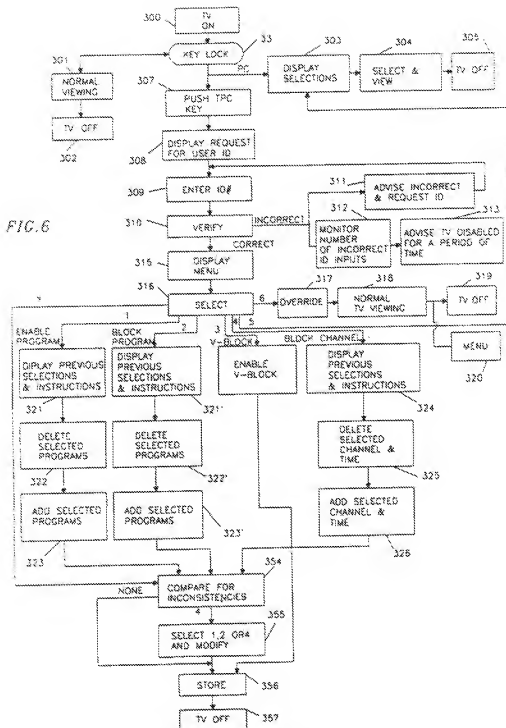 300
TV
ON
KEY LOCK
33
301
NORMAL
VIEWING
TV OFF
302
PC
303
DISPLAY
SELECTIONS
304
SELECT &
VIEW
305
TV OFF
307
PUSH TPC
KEY
308
DISPLAY REQUEST
FOR USER ID
309
ENTER ID#
310
VERIFY
INCORRECT
CORRECT
311
ADVISE INCORRECT
& REQUEST ID
312
MONITOR
NUMBER OF
INCORRECT
ID INPUTS
313
ADVISE TV DISABLED
FOR A PERIOD OF
TIME
FIG.6
315
DISPLAY
MENU
316
SELECT
6
317
OVERRIDE
318
NORMAL
TV VIEWING
319
TV OFF
MENU
320
1
2
3
5
ENABLE
PROGRAM
BLOCK
PROGRAM
V-BLOCK
BLOCK CHANNEL
DIPLAY PREVIOUS
SELECTIONS
& INSTRUCTIONS
321
DISPLAY
PREVIOUS
SELECTIONS
& INSTRUCTIONS
321'
ENABLE
V-BLOCK
DISPLAY
PREVIOUS
SELECTIONS
& INSTRUCTIONS
324
DELETE
SELECTED
PROGRAMS
322
DELETE
SELECTED
PROGRAMS
322'
DELETE
SELECTED
CHANNEL &
TIME
325
ADD SELECTED
PROGRAMS
323
ADD SELECTED
PROGRAMS
323'
ADD SELECTED
CHANNEL &
TIME
326
NONE
354
COMPARE FOR
INCONSISTENCIES
4
355
SELECT 1,2 OR4
AND MODIFY
STORE
356
TV OFF
357